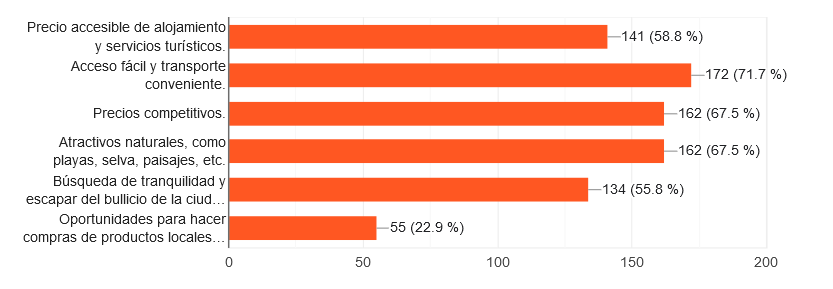 Precio accesible de alojamiento
y servicios turísticos.
141 (58.8 %)
Acceso fácil y transporte
conveniente.
172 (71.7 %)
Precios competitivos.
162 (67.5 %)
Atractivos naturales, como
playas, selva, paisajes, etc.
162 (67.5 %)
Búsqueda de tranquilidad y
escapar del bullicio de la ciud…
134 (55.8 %)
Oportunidades para hacer
compras de productos locales…
55 (22.9 %)
0 50 100 150 200